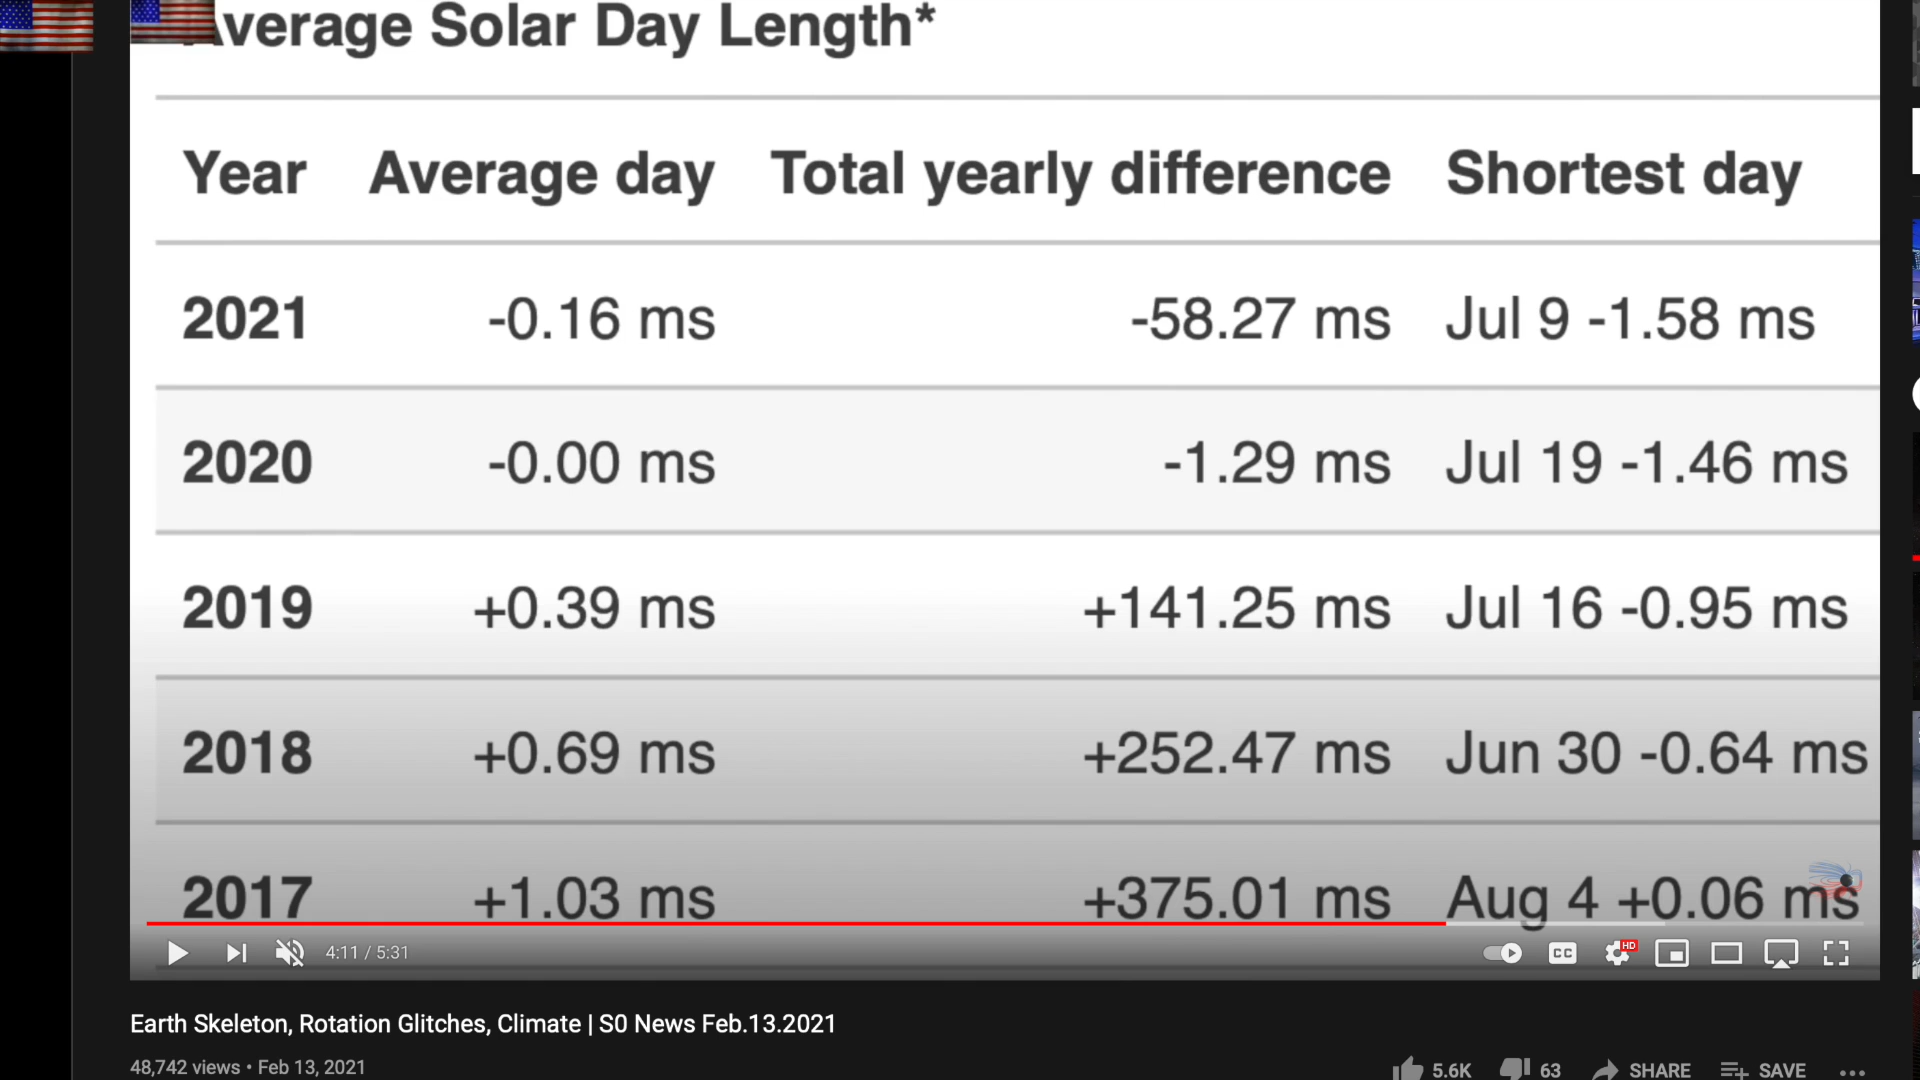 verage Solar Day Length*
Year Average day Total yearly difference Shortest day
2021 -0.16 ms -58.27 ms Jul 9 -1.58 ms
2020 -0.00 ms -1.29 ms Jul 19 -1.46 ms
2019 +0.39 ms +141.25 ms Jul 16 -0.95 ms
2018 +0.69 ms +252.47 ms Jun 30 -0.64 ms
2017 +1.03 ms +375.01 ms Aug 4 +0.06 ms
4:11 / 5:31 CC HD
Earth Skeleton, Rotation Glitches, Climate | S0 News Feb.13.2021
48,742 views • Feb 13, 2021 5.6K 63 SHARE SAVE